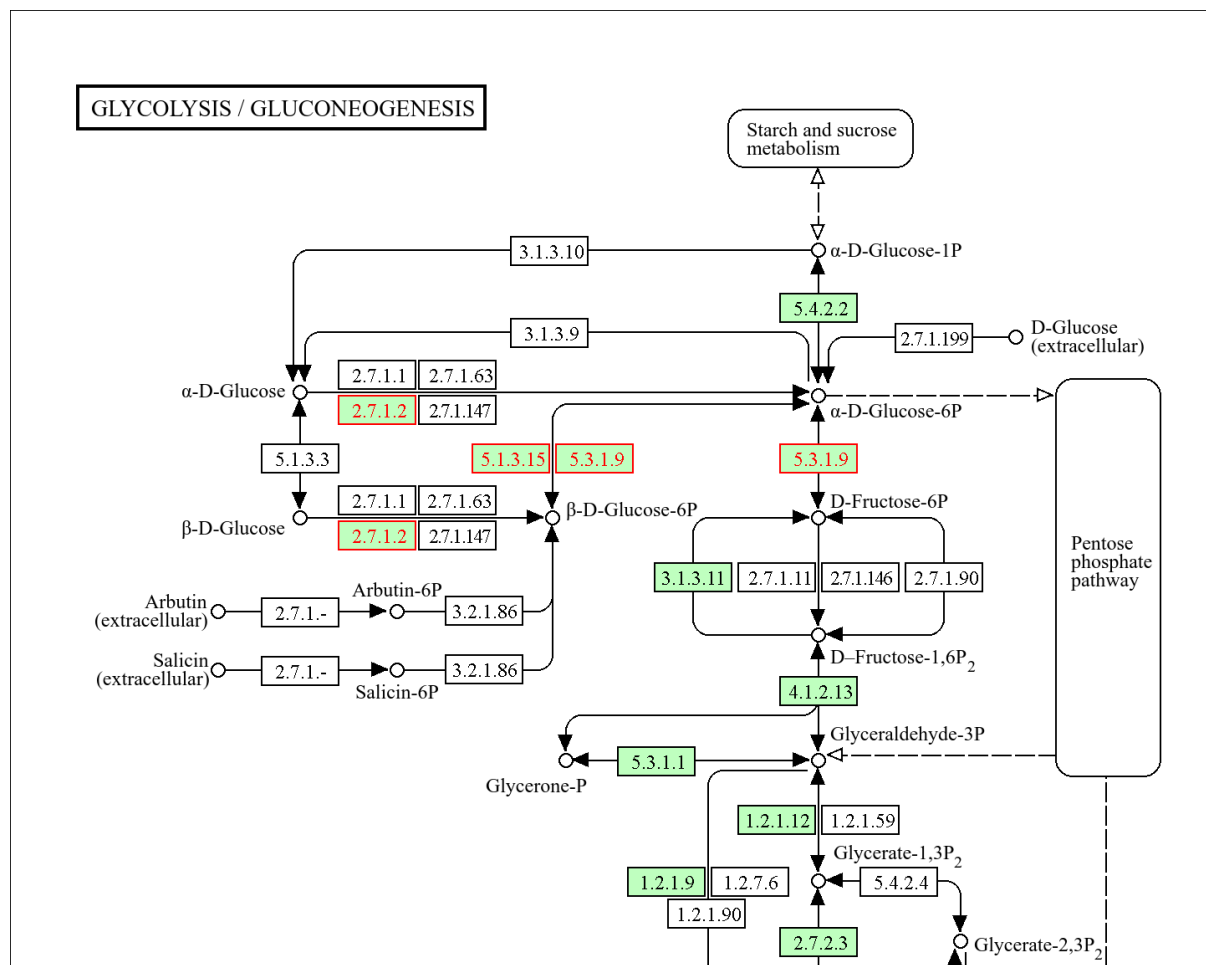 GLYCOLYSIS / GLUCONEOGENESIS
Starch and sucrose
metabolism
3.1.3.10
α-D-Glucose-1P
5.4.2.2
3.1.3.9
2.7.1.199
D-Glucose
(extracellular)
2.7.1.1
2.7.1.63
α-D-Glucose
2.7.1.2
2.7.1.147
α-D-Glucose-6P
5.1.3.3
5.1.3.15
5.3.1.9
5.3.1.9
2.7.1.1
2.7.1.63
D-Fructose-6P
β-D-Glucose
β-D-Glucose-6P
2.7.1.2
2.7.1.147
Pentose
phosphate
pathway
3.1.3.11
2.7.1.11
2.7.1.146
2.7.1.90
Arbutin-6P
Arbutin
(extracellular)
2.7.1.-
3.2.1.86
D–Fructose-1,6P2
Salicin
(extracellular)
2.7.1.-
3.2.1.86
Salicin-6P
4.1.2.13
Glyceraldehyde-3P
5.3.1.1
Glycerone-P
1.2.1.12
1.2.1.59
Glycerate-1,3P2
1.2.1.9
1.2.7.6
5.4.2.4
1.2.1.90
2.7.2.3
Glycerate-2,3P2